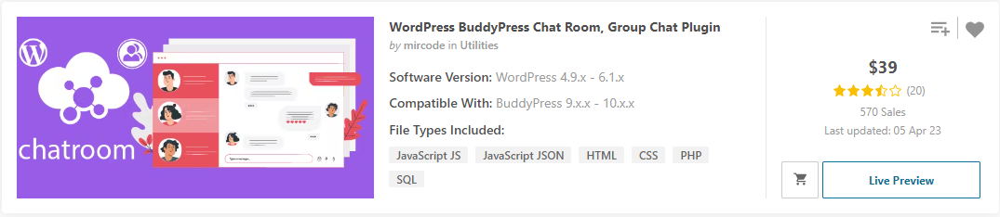 WordPress BuddyPress Chat Room, Group Chat Plugin
by mircode in Utilities
Software Version: WordPress 4.9.x - 6.1.x
Compatible With: BuddyPress 9.x.x - 10.x.x
File Types Included:
JavaScript JS JavaScript JSON HTML CSS PHP
SQL
chatroom
$39
(20)
570 Sales
Last updated: 05 Apr 23
Live Preview